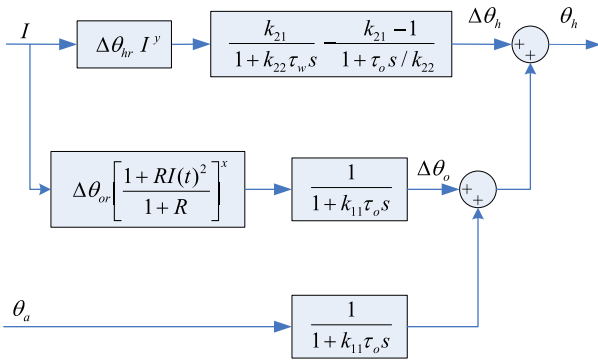 I
Δθ_hr I^y
k_21 / (1 + k_22 τ_w s) − (k_21 − 1) / (1 + τ_o s / k_22)
Δθ_h
+
+
θ_h
Δθ_or [(1 + RI(t)^2) / (1 + R)]^x
1 / (1 + k_11 τ_o s)
Δθ_o
+
+
θ_a
1 / (1 + k_11 τ_o s)